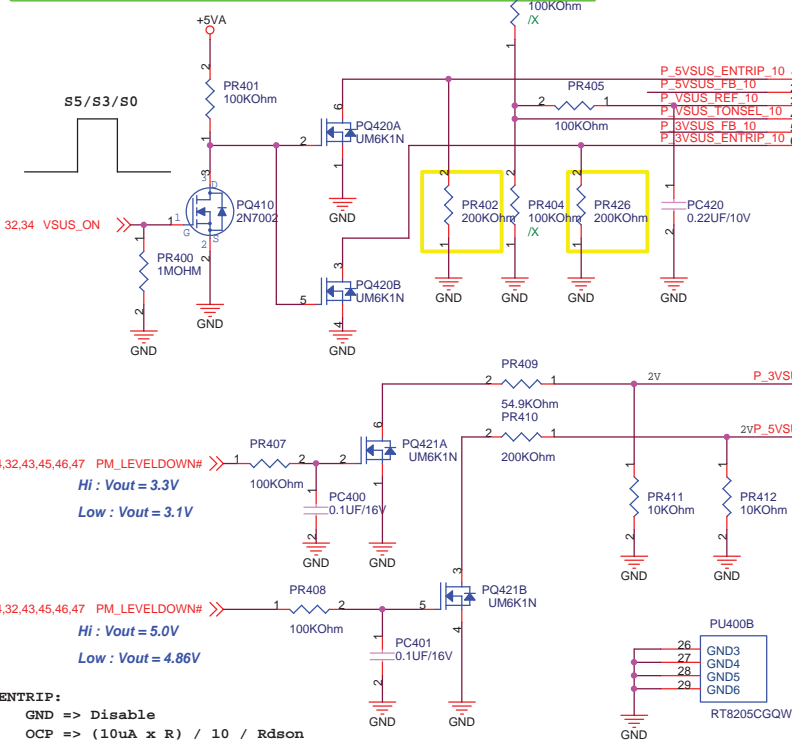 100KOhm
/X
+5VA
PR401
100KOhm
S5/S3/S0
PQ410
2N7002
32,34 VSUS_ON
PR400
1MOHM
GND
GND
PQ420A
UM6K1N
GND
PQ420B
UM6K1N
GND
PR405
100KOhm
P_5VSUS_ENTRIP_10
P_5VSUS_FB_10
P_VSUS_REF_10
P_VSUS_TONSEL_10
P_3VSUS_FB_10
P_3VSUS_ENTRIP_10
PR402
200KOhm
PR404
100KOhm
/X
PR426
200KOhm
PC420
0.22UF/10V
GND
GND
GND
GND
PR409
54.9KOhm
PR410
200KOhm
2V
2V
PR411
10KOhm
PR412
10KOhm
GND
GND
,32,43,45,46,47 PM_LEVELDOWN#
PR407
100KOhm
Hi : Vout = 3.3V
Low : Vout = 3.1V
PC400
0.1UF/16V
GND
PQ421A
UM6K1N
GND
,32,43,45,46,47 PM_LEVELDOWN#
PR408
100KOhm
Hi : Vout = 5.0V
Low : Vout = 4.86V
PC401
0.1UF/16V
GND
PQ421B
UM6K1N
GND
PU400B
26 GND3
27 GND4
28 GND5
29 GND6
RT8205CGQW
GND
ENTRIP:
GND => Disable
OCP => (10uA x R) / 10 / Rdson